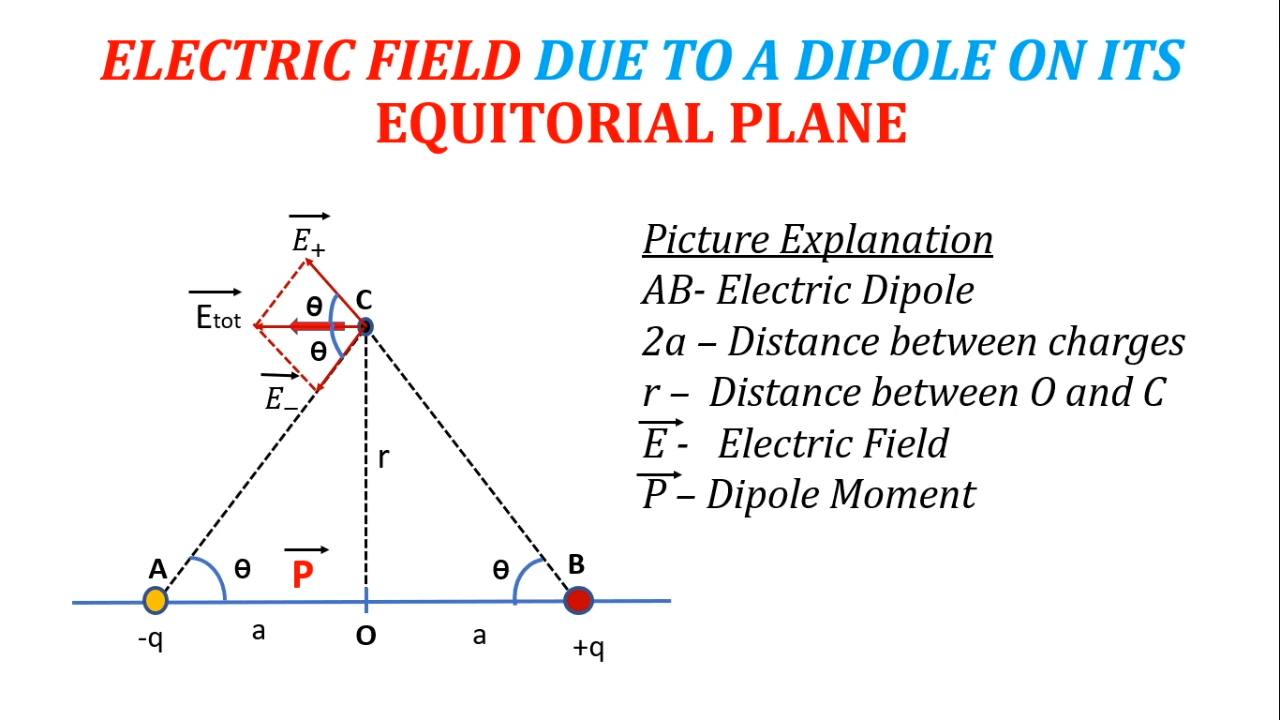 ELECTRIC FIELD DUE TO A DIPOLE ON ITS
EQUITORIAL PLANE
E₊
C
θ
Etot
θ
E₋
r
A
θ
P
θ
B
-q
a
O
a
+q
Picture Explanation
AB- Electric Dipole
2a – Distance between charges
r – Distance between O and C
E - Electric Field
P – Dipole Moment